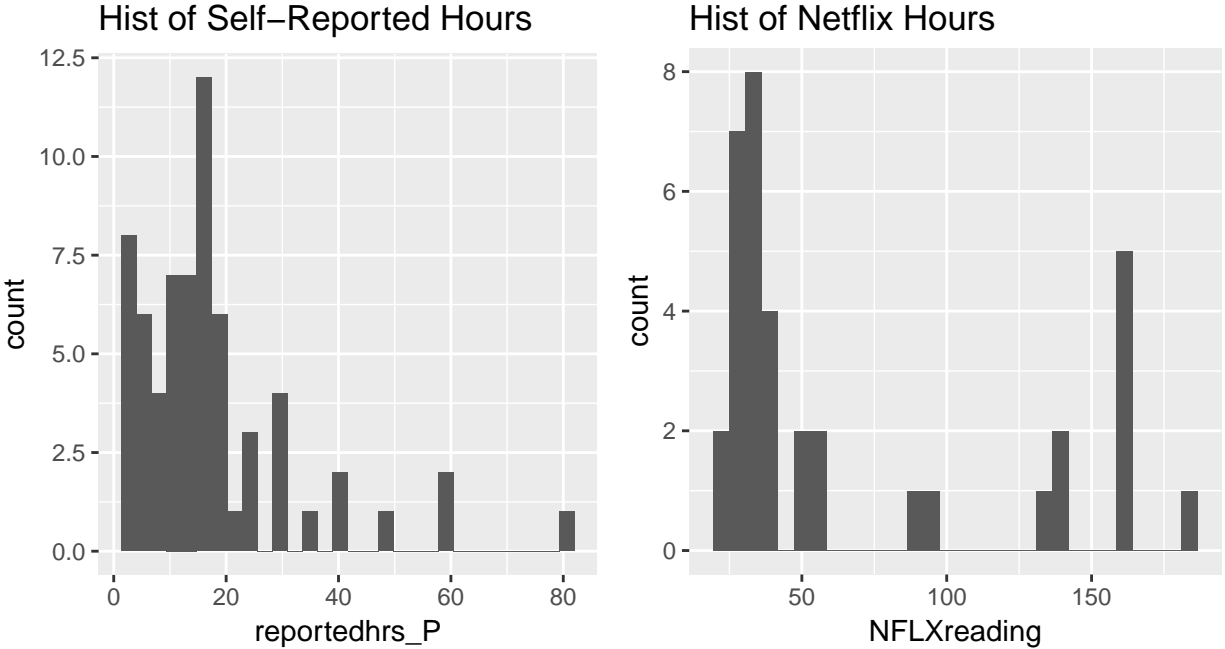 Hist of Self−Reported Hours
12.5
10.0
7.5
5.0
2.5
0.0
count
0 20 40 60 80
reportedhrs_P
Hist of Netflix Hours
8
6
4
2
0
count
50 100 150
NFLXreading